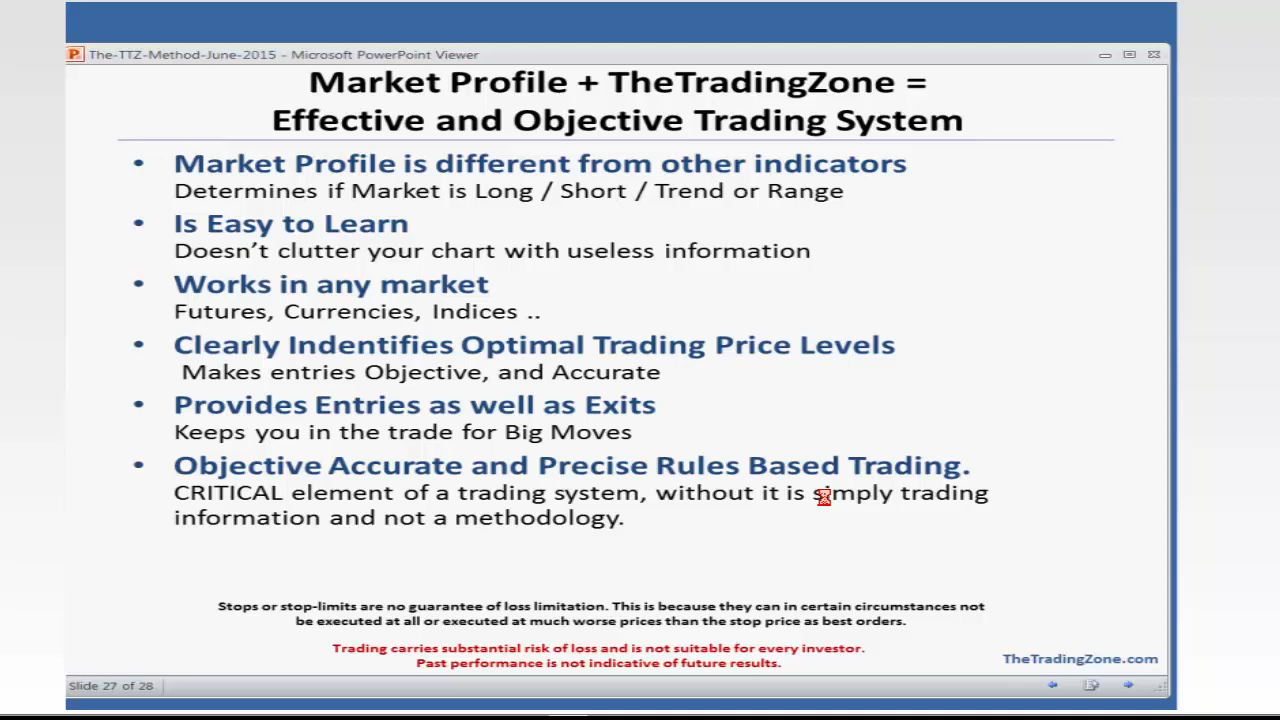 The-TTZ-Method-June-2015 - Microsoft PowerPoint Viewer
Market Profile + TheTradingZone =
Effective and Objective Trading System
• Market Profile is different from other indicators
Determines if Market is Long / Short / Trend or Range
• Is Easy to Learn
Doesn't clutter your chart with useless information
• Works in any market
Futures, Currencies, Indices ..
• Clearly Indentifies Optimal Trading Price Levels
Makes entries Objective, and Accurate
• Provides Entries as well as Exits
Keeps you in the trade for Big Moves
• Objective Accurate and Precise Rules Based Trading.
CRITICAL element of a trading system, without it is simply trading
information and not a methodology.
Stops or stop-limits are no guarantee of loss limitation. This is because they can in certain circumstances not
be executed at all or executed at much worse prices than the stop price as best orders.
Trading carries substantial risk of loss and is not suitable for every investor.
Past performance is not indicative of future results.
TheTradingZone.com
Slide 27 of 28